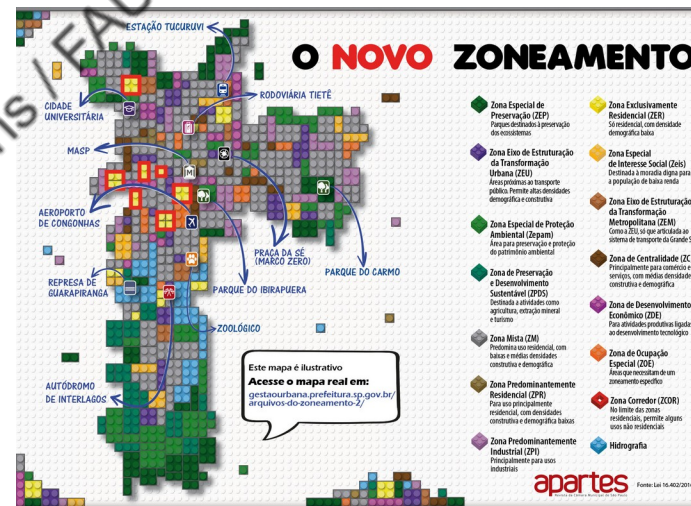 O NOVO ZONEAMENTO
ESTAÇÃO TUCURUVI
RODOVIÁRIA TIETÊ
CIDADE
UNIVERSITÁRIA
MASP
M
AEROPORTO
DE CONGONHAS
PRAÇA DA SÉ
(MARCO ZERO)
PARQUE DO CARMO
PARQUE DO IBIRAPUERA
REPRESA DE
GUARAPIRANGA
ZOOLÓGICO
AUTÓDROMO
DE INTERLAGOS
Este mapa é ilustrativo
Acesse o mapa real em:
gestaourbana.prefeitura.sp.gov.br/
arquivos-do-zoneamento-2/
Zona Especial de
Preservação (ZEP)
Parques destinados à preservação
dos ecossistemas
Zona Eixo de Estruturação
da Transformação
Urbana (ZEU)
Áreas próximas ao transporte
público. Permite altas densidades
demográfica e construtiva
Zona Especial de Proteção
Ambiental (Zepam)
Área para preservação e proteção
do patrimônio ambiental
Zona de Preservação
e Desenvolvimento
Sustentável (ZPDS)
Destinada a atividades como
agricultura, extração mineral
e turismo
Zona Mista (ZM)
Predomina uso residencial, com
baixas e médias densidades
construtiva e demográfica
Zona Predominantemente
Residencial (ZPR)
Para uso principalmente
residencial, com densidades
construtiva e demográfica baixas
Zona Predominantemente
Industrial (ZPI)
Principalmente para usos
industriais
Zona Exclusivamente
Residencial (ZER)
Só residencial, com densidade
demográfica baixa
Zona Especial
de Interesse Social (Zeis)
Destinada à moradia digna para
a população de baixa renda
Zona Eixo de Estruturação
da Transformação
Metropolitana (ZEM)
Como a ZEU, só que articulada ao
sistema de transporte da Grande S
Zona de Centralidade (ZC
Principalmente para comércio e
serviços, com médias densidade
construtiva e demográfica
Zona de Desenvolvimento
Econômico (ZDE)
Para atividades produtivas ligada
ao desenvolvimento tecnológico
Zona de Ocupação
Especial (ZOE)
Áreas que necessitam de um
zoneamento específico
Zona Corredor (ZCOR)
No limite das zonas
residenciais, permite alguns
usos não residenciais
Hidrografia
apartes
Revista da Câmara Municipal de São Paulo
Fonte: Lei 16.402/2016